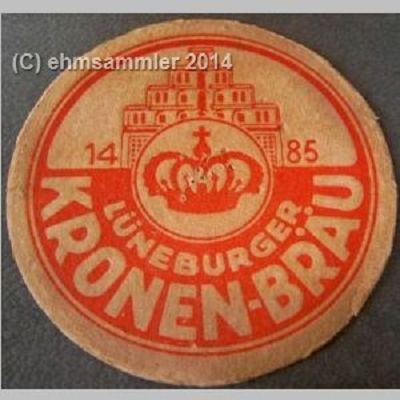 (C) ehmsammler 2014
14 85
LÜNEBURGER
KRONEN-BRÄU